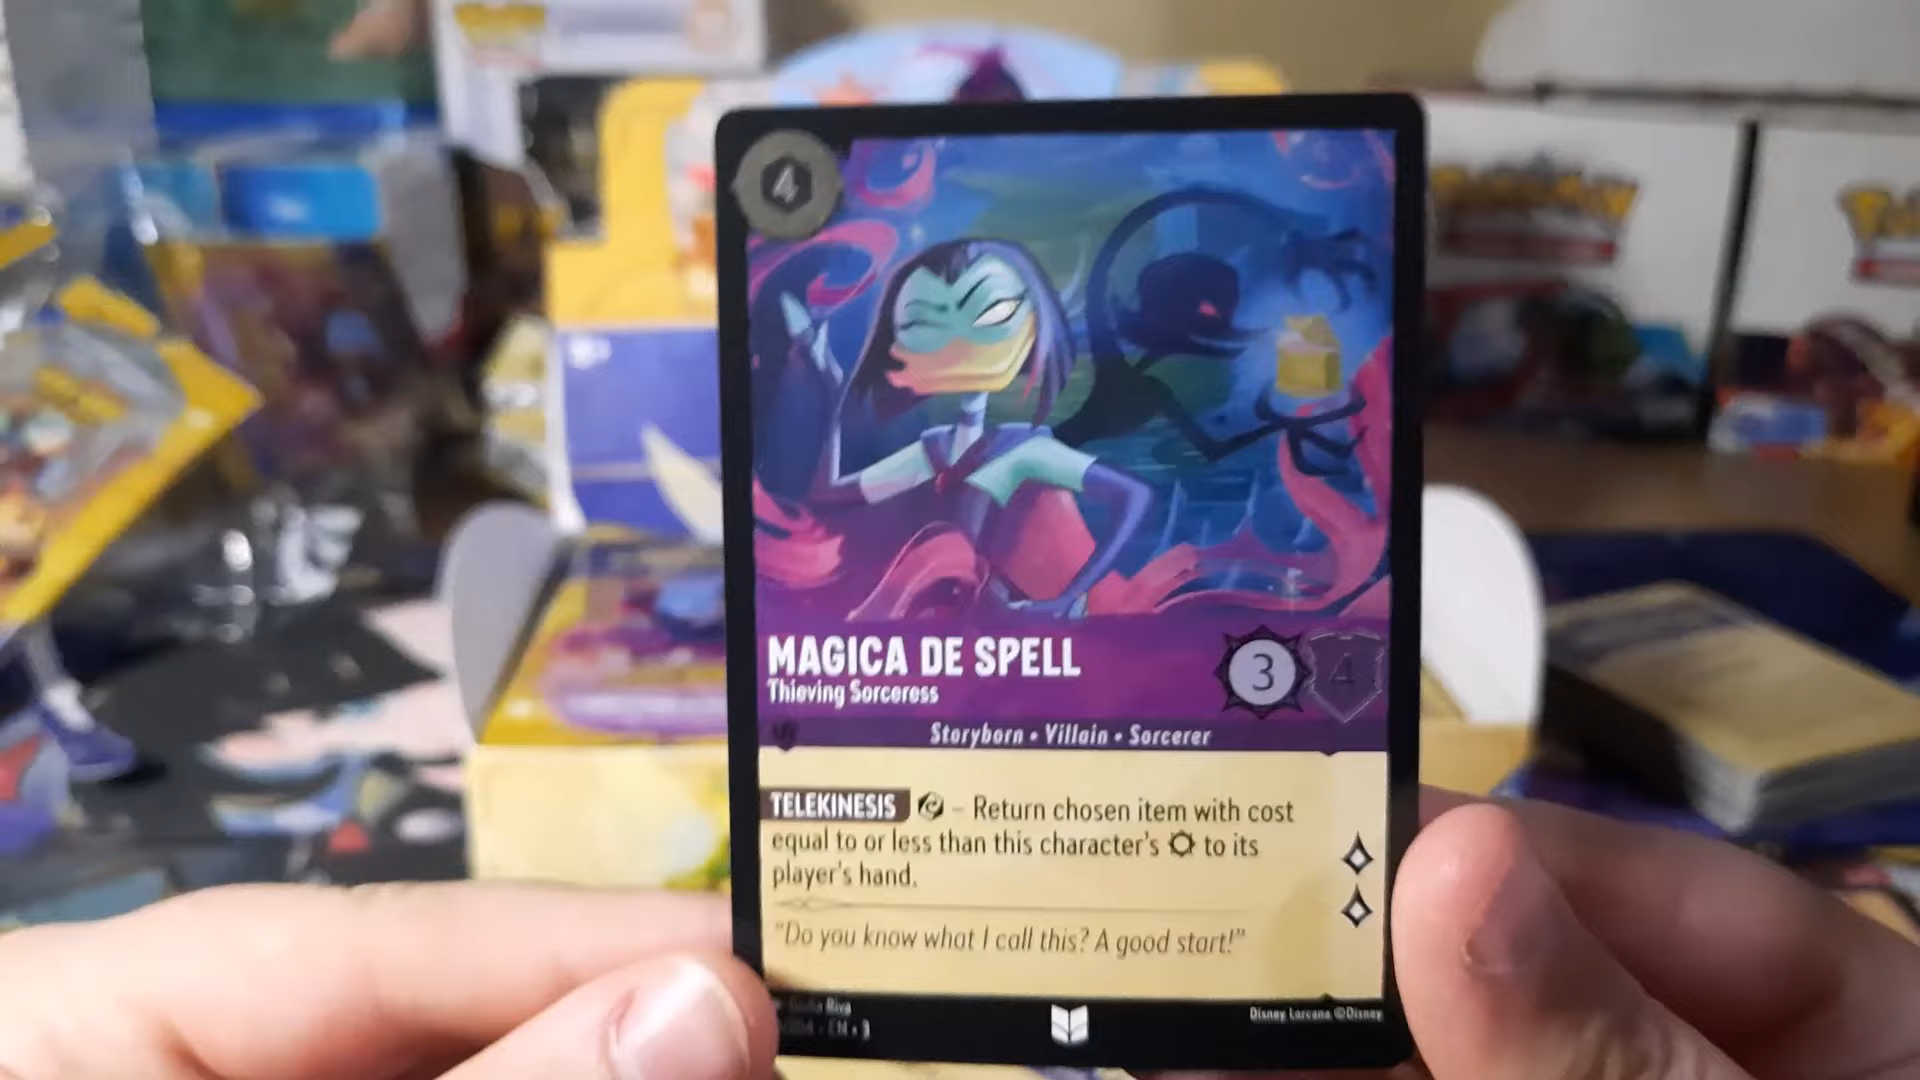 4
MAGICA DE SPELL
Thieving Sorceress
3 4
Storyborn • Villain • Sorcerer
TELEKINESIS – Return chosen item with cost
equal to or less than this character's to its
player's hand.
"Do you know what I call this? A good start!"
Riva
EN • 3
Disney Lorcana ©Disney